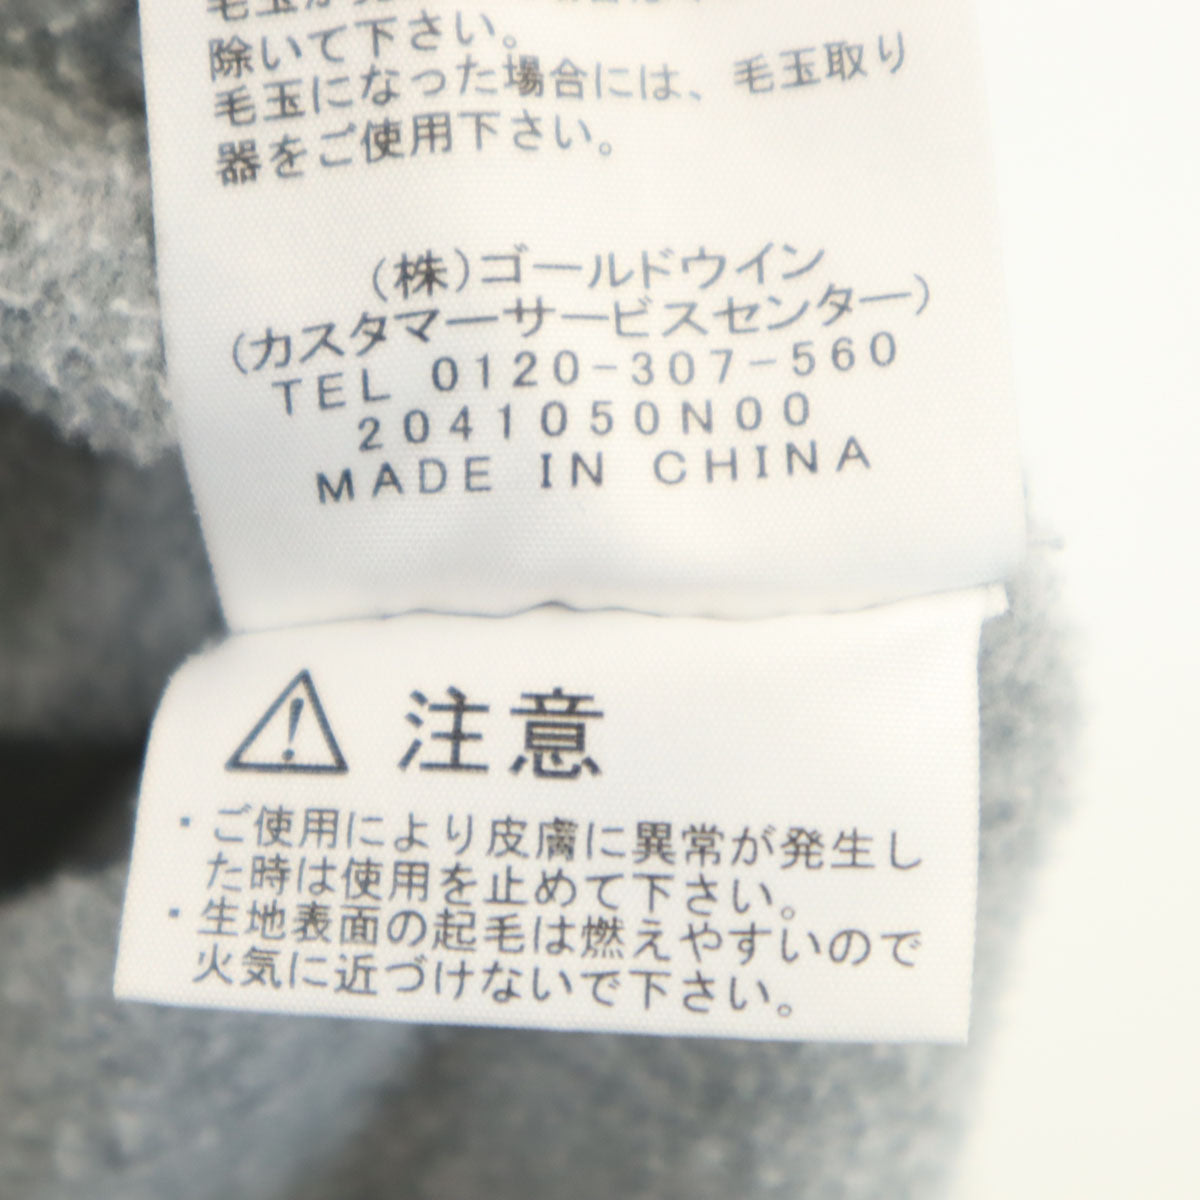 除いて下さい。
毛玉になった場合には、毛玉取り
器をご使用下さい。
(株)ゴールドウイン
(カスタマーサービスセンター)
TEL 0120-307-560
2041050N00
MADE IN CHINA
注意
・ご使用により皮膚に異常が発生し
た時は使用を止めて下さい。
・生地表面の起毛は燃えやすいので
火気に近づけないで下さい。